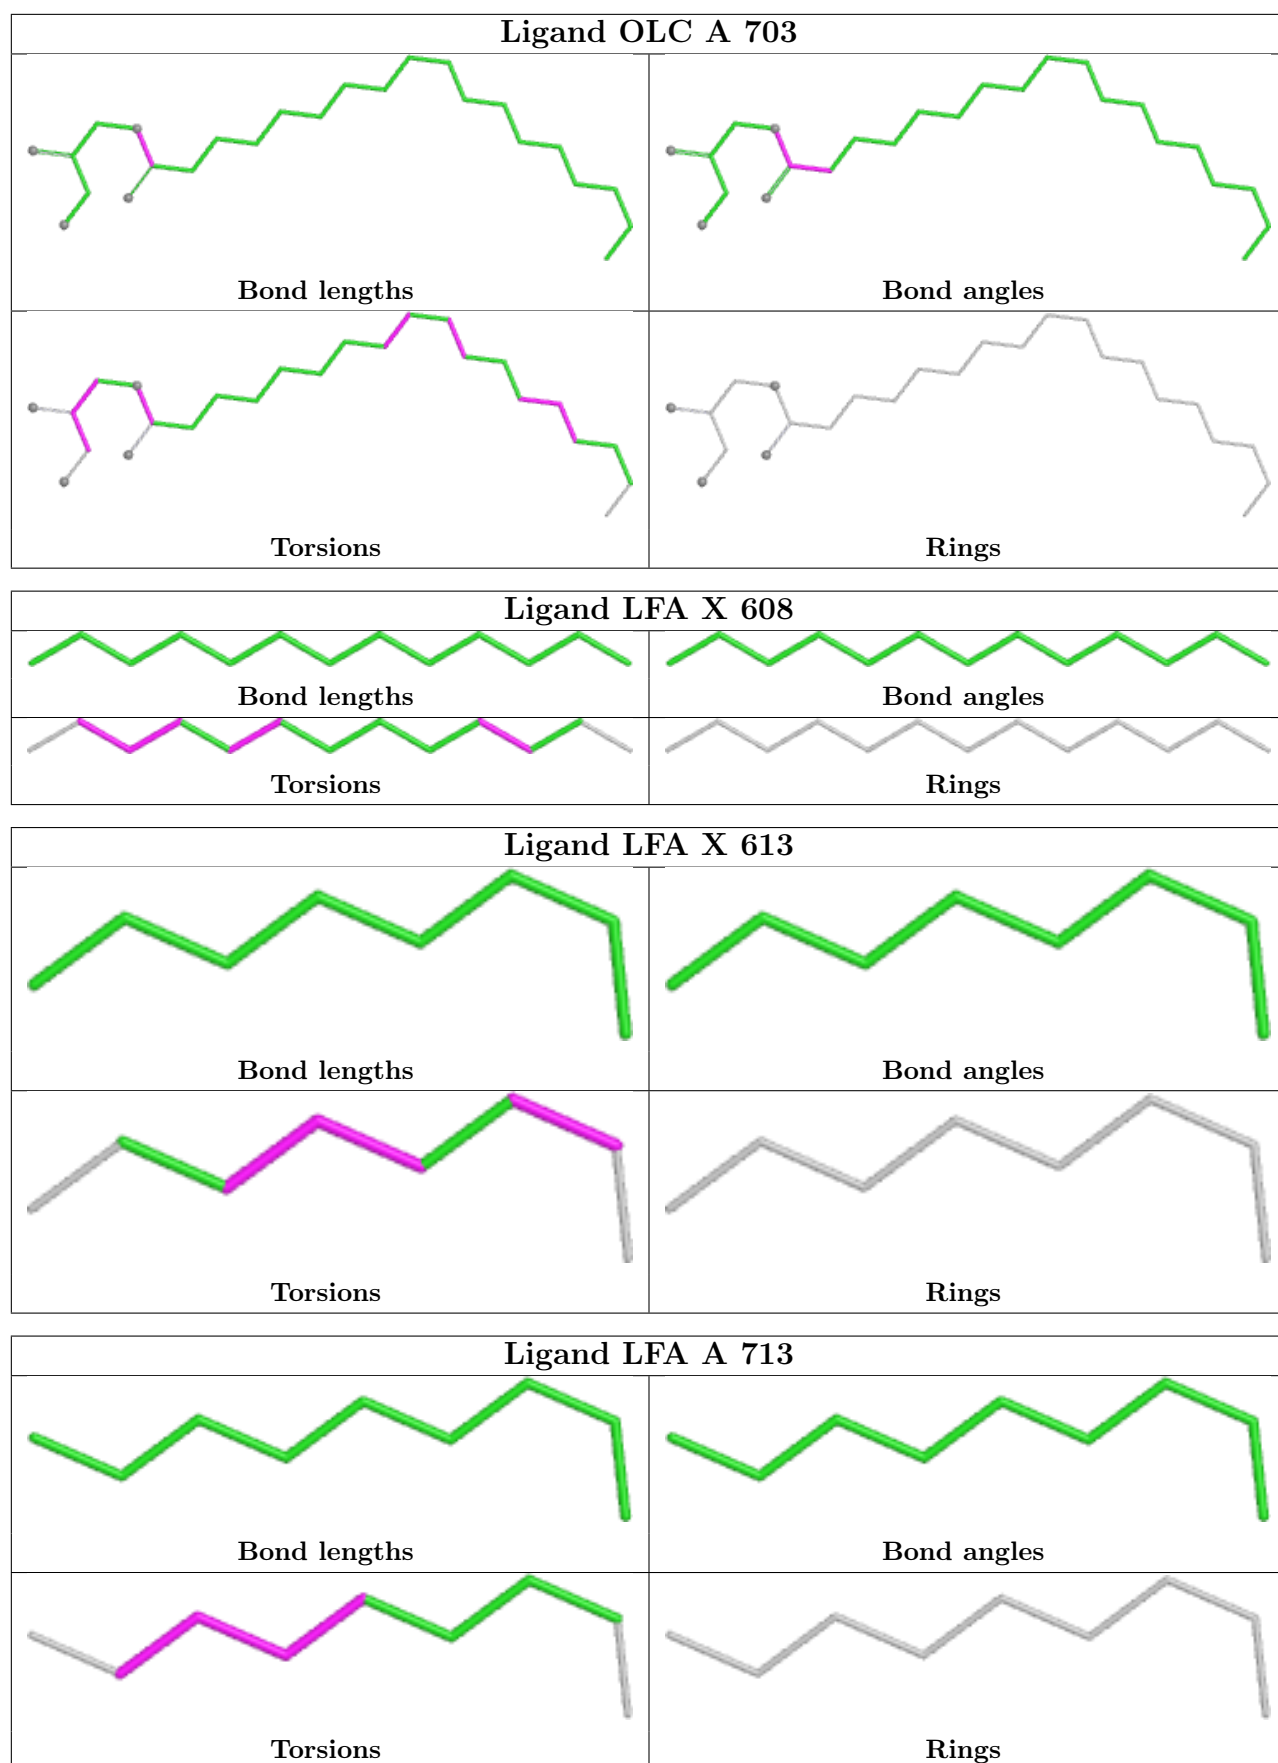 Ligand OLC A 703
Bond lengths
Bond angles
Torsions
Rings
Ligand LFA X 608
Bond lengths
Bond angles
Torsions
Rings
Ligand LFA X 613
Bond lengths
Bond angles
Torsions
Rings
Ligand LFA A 713
Bond lengths
Bond angles
Torsions
Rings